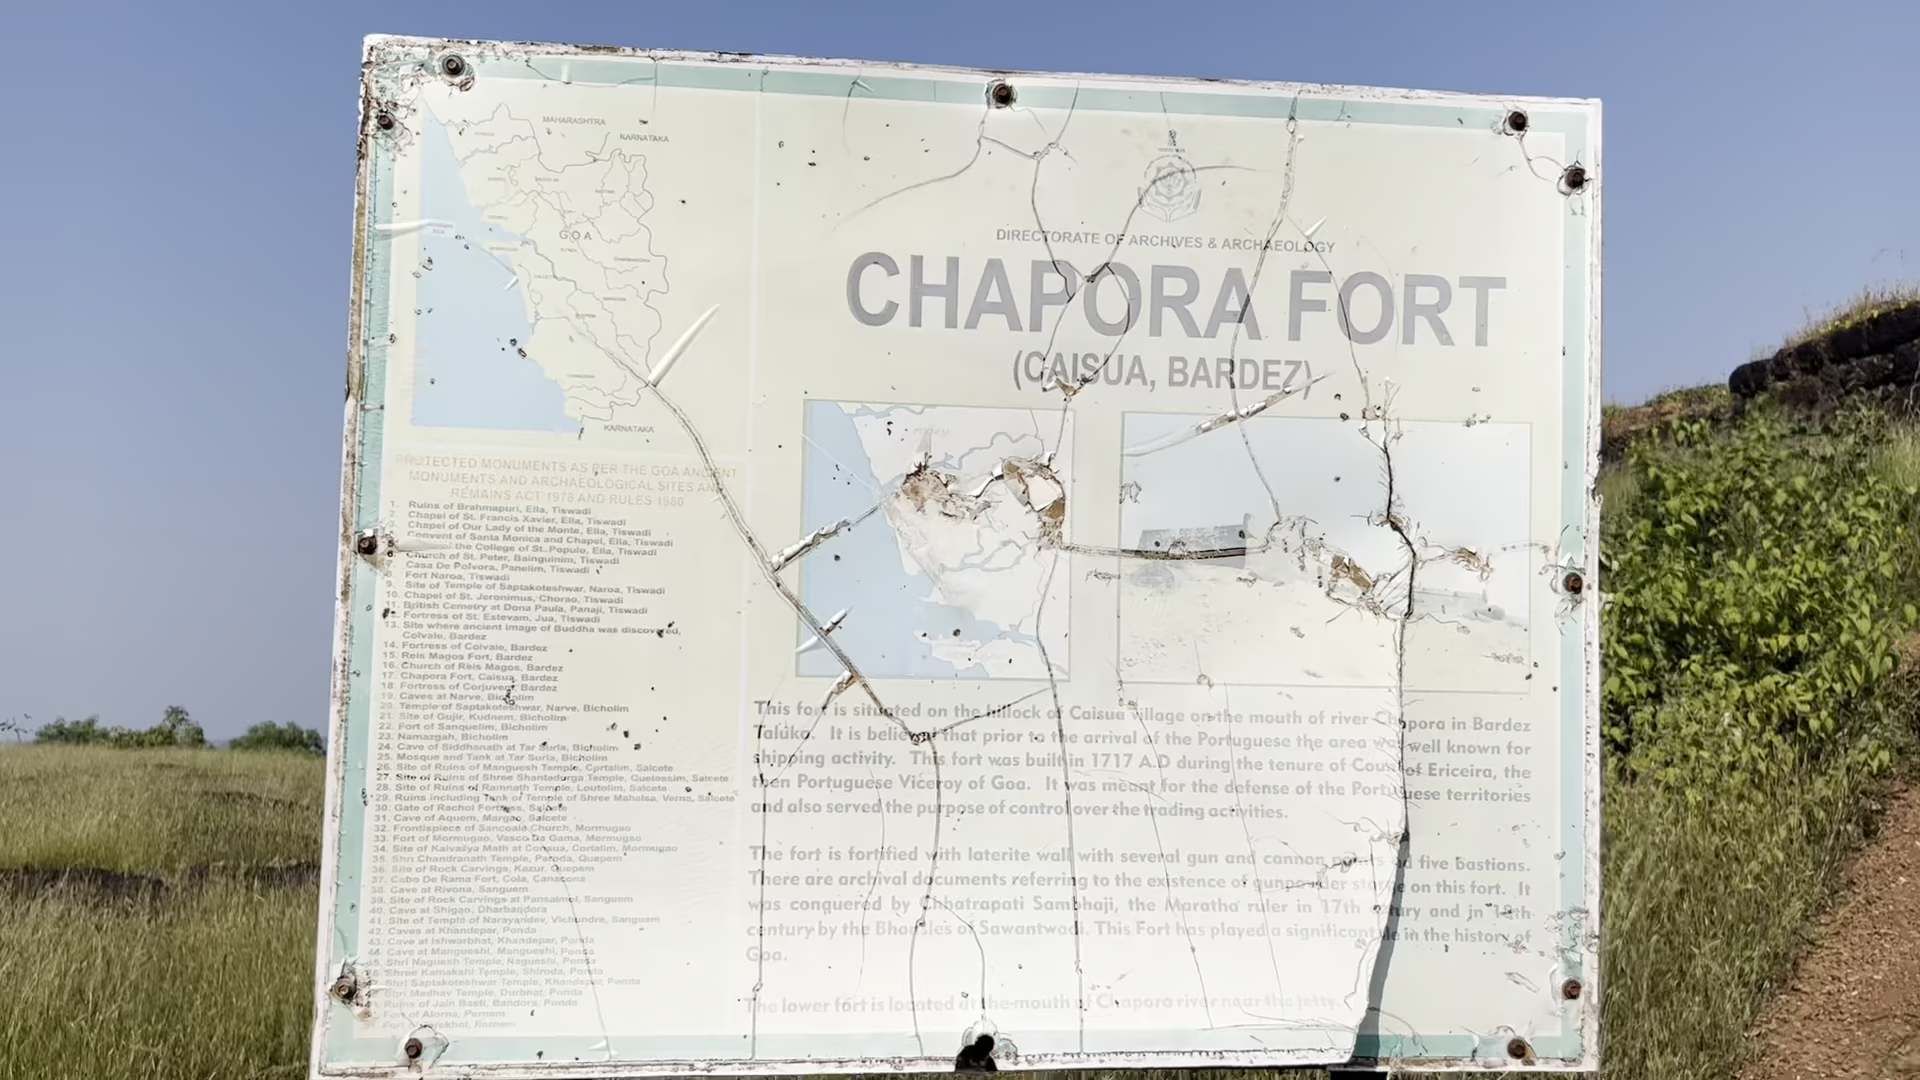 MAHARASHTRA
KARNATAKA
GOA
KARNATAKA
PROTECTED MONUMENTS AS PER THE GOA ANCIENT
MONUMENTS AND ARCHAEOLOGICAL SITES AND
REMAINS ACT 1978 AND RULES 1980
1. Ruins of Brahmapuri, Ella, Tiswadi
2. Chapel of St. Francis Xavier, Ella, Tiswadi
3. Chapel of Our Lady of the Monte, Ella, Tiswadi
Convent of Santa Monica and Chapel, Ella, Tiswadi
the College of St. Populo, Ella, Tiswadi
6. Church of St. Peter, Bainguinim, Tiswadi
Casa De Polvora, Panelim, Tiswadi
8. Fort Naroa, Tiswadi
9. Site of Temple of Saptakoteshwar, Naroa, Tiswadi
10. Chapel of St. Jeronimus, Chorao, Tiswadi
11. British Cemetry at Dona Paula, Panaji, Tiswadi
Fortress of St. Estevam, Jua, Tiswadi
13. Site where ancient image of Buddha was discovered,
Colvale, Bardez
14. Fortress of Colvale, Bardez
15. Reis Magos Fort, Bardez
16. Church of Reis Magos, Bardez
17. Chapora Fort, Caisua, Bardez
18. Fortress of Corjuvem, Bardez
19. Caves at Narve, Bicholim
20. Temple of Saptakoteshwar, Narve, Bicholim
21. Site of Gujir, Kudnem, Bicholim
22. Fort of Sanquelim, Bicholim
23. Namazgah, Bicholim
24. Cave of Siddhanath at Tar Surla, Bicholim
25. Mosque and Tank at Tar Surla, Bicholim
26. Site of Ruins of Manguesh Temple, Cortalim, Salcete
27. Site of Ruins of Shree Shantadurga Temple, Quelossim, Salcete
28. Site of Ruins of Ramnath Temple, Loutolim, Salcete
29. Ruins including Tank of Temple of Shree Mahalsa, Verna, Salcete
30. Gate of Rachol Fortress, Salcete
31. Cave of Aquem, Margao, Salcete
32. Frontispiece of Sancoale Church, Mormugao
33. Fort of Mormugao, Vasco Da Gama, Mormugao
34. Site of Kaivalya Math at Consua, Cortalim, Mormugao
35. Shri Chandranath Temple, Paroda, Quepem
36. Site of Rock Carvings, Kazur, Quepem
37. Cabo De Rama Fort, Cola, Canacona
38. Cave at Rivona, Sanguem
39. Site of Rock Carvings at Pansaimol, Sanguem
40. Cave at Shigao, Dharbandora
41. Site of Temple of Narayandev, Vichundre, Sanguem
42. Caves at Khandepar, Ponda
43. Cave at Ishwarbhat, Khandepar, Ponda
44. Cave at Mangueshi, Mangueshi, Ponda
45. Shri Naguesh Temple, Nagueshi, Ponda
Shree Kamakshi Temple, Shiroda, Ponda
Shri Saptakoteshwar Temple, Khandepar, Ponda
Shri Madhav Temple, Durbhat, Ponda
Ruins of Jain Basti, Bandora, Ponda
Fort of Alorna, Pernem
Fort of Pernem
DIRECTORATE OF ARCHIVES & ARCHAEOLOGY
CHAPORA FORT
(CAISUA, BARDEZ)
This fort is situated on the hillock of Caisua village on the mouth of river Chapora in Bardez
Taluka. It is believed that prior to the arrival of the Portuguese the area was well known for
shipping activity. This fort was built in 1717 A.D during the tenure of Count of Ericeira, the
then Portuguese Viceroy of Goa. It was meant for the defense of the Portuguese territories
and also served the purpose of control over the trading activities.
The fort is fortified with laterite wall with several gun and cannon points and five bastions.
There are archival documents referring to the existence of gunpowder storage on this fort. It
was conquered by Chhatrapati Sambhaji, the Maratha ruler in 17th century and in 18th
century by the Bhonsle's of Sawantwadi. This Fort has played a significant role in the history of
Goa.
The lower fort is located at the mouth of Chapora river near the jetty.